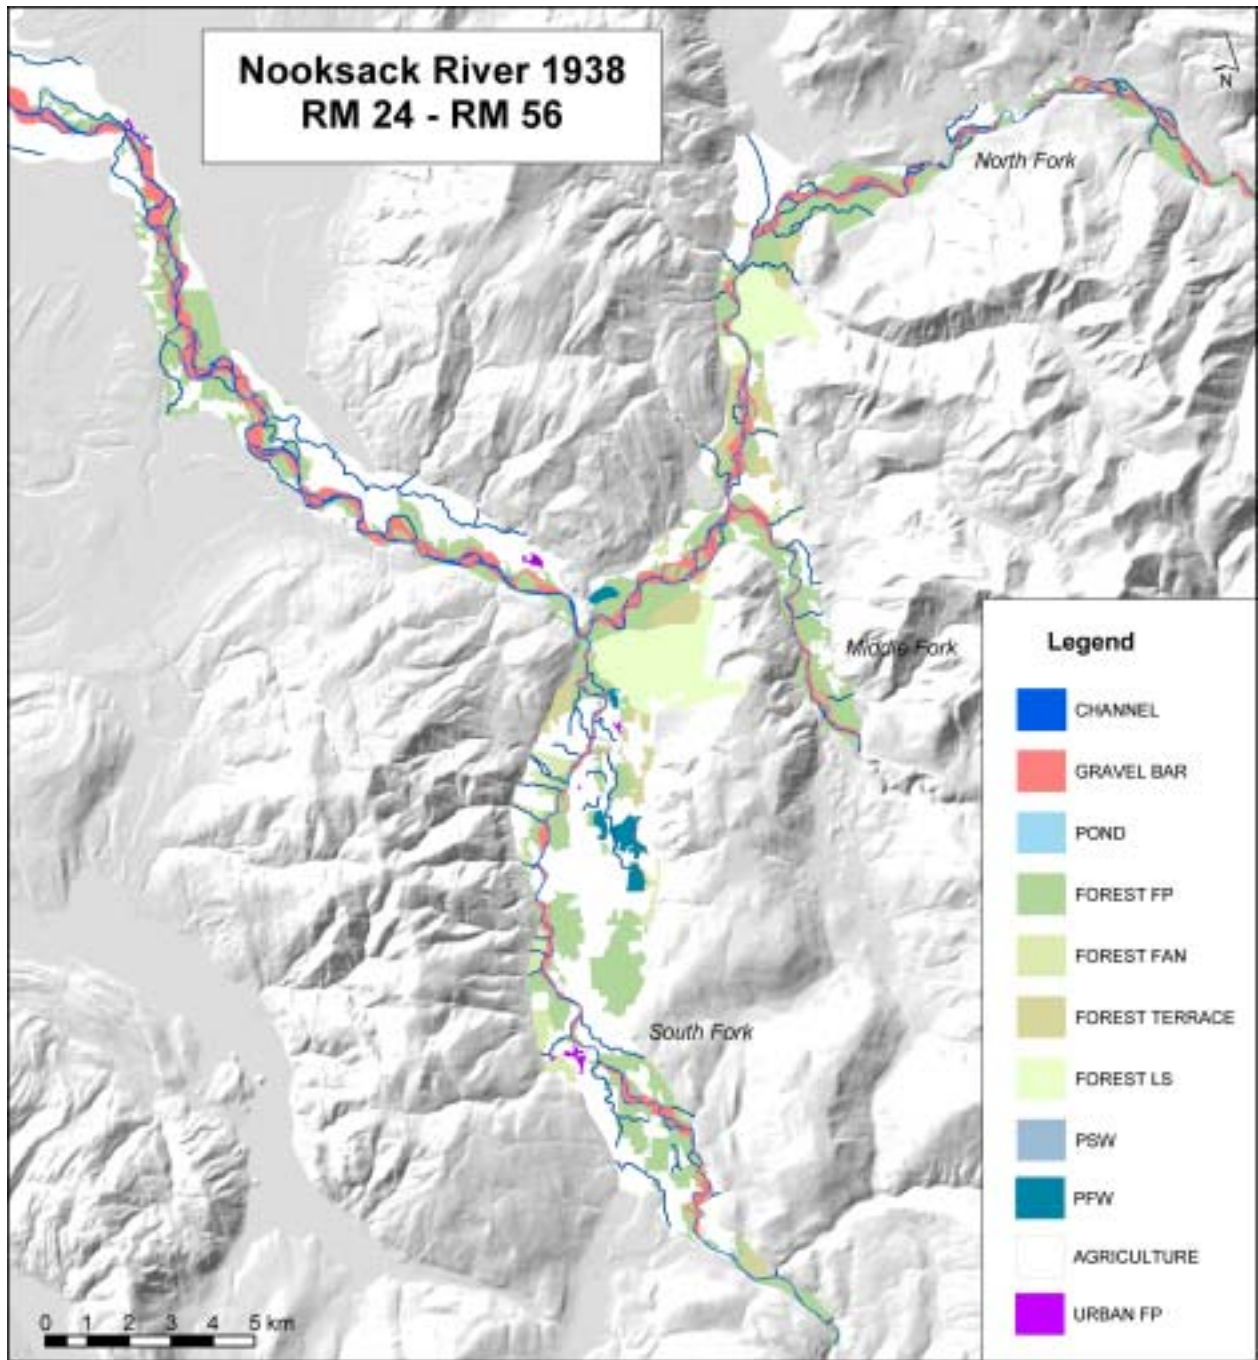 Nooksack River 1938
RM 24 - RM 56
N
North Fork
Middle Fork
South Fork
Legend
CHANNEL
GRAVEL BAR
POND
FOREST FP
FOREST FAN
FOREST TERRACE
FOREST LS
PSW
PFW
AGRICULTURE
URBAN FP
0 1 2 3 4 5 km